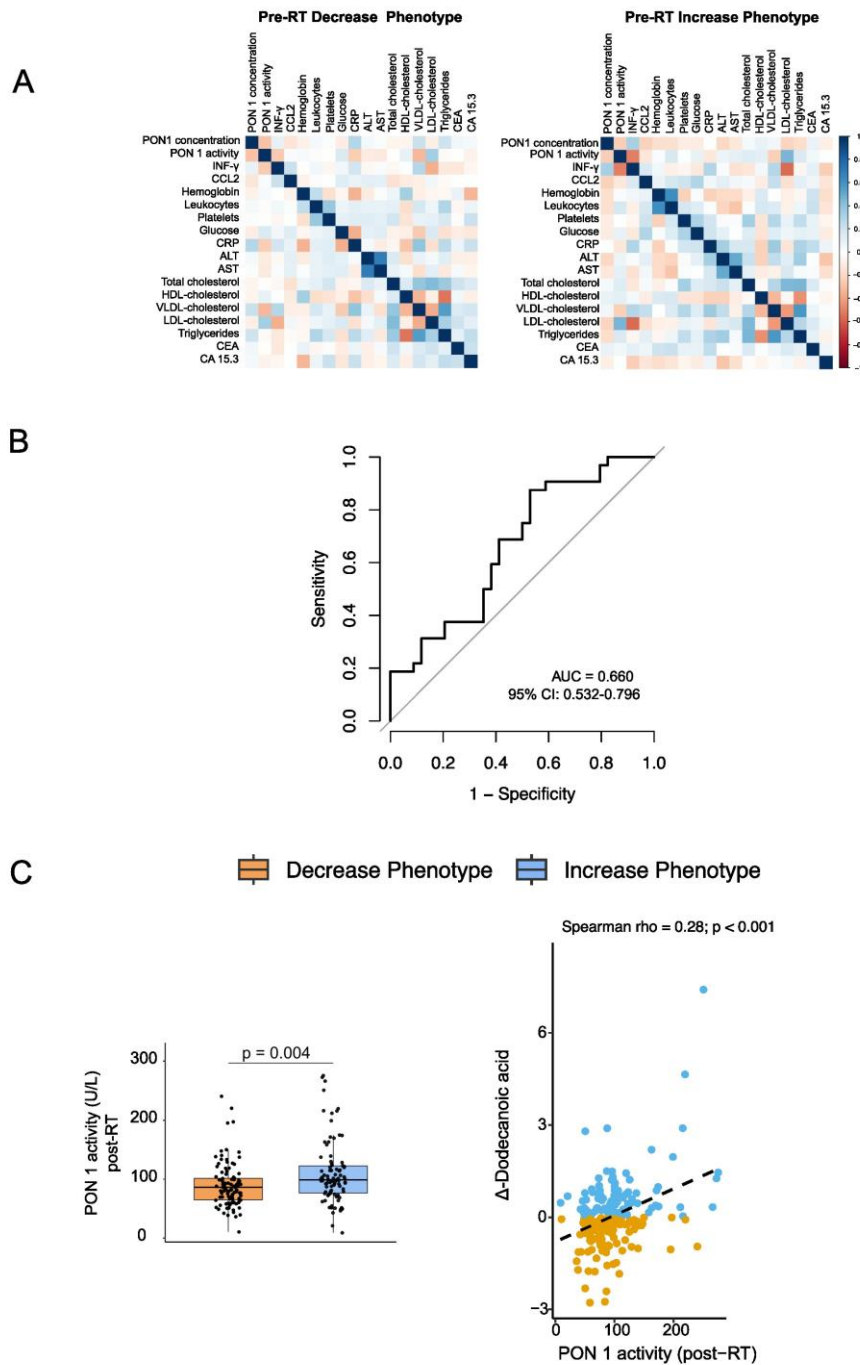 Pre-RT Decrease Phenotype
Pre-RT Increase Phenotype
A
PON 1 concentration
PON 1 activity
INF-γ
CCL2
Hemoglobin
Leukocytes
Platelets
Glucose
CRP
ALT
AST
Total cholesterol
HDL-cholesterol
VLDL-cholesterol
LDL-cholesterol
Triglycerides
CEA
CA 15.3
PON1 concentration
PON 1 activity
INF-γ
CCL2
Hemoglobin
Leukocytes
Platelets
Glucose
CRP
ALT
AST
Total cholesterol
HDL-cholesterol
VLDL-cholesterol
LDL-cholesterol
Triglycerides
CEA
CA 15.3
PON 1 concentration
PON 1 activity
INF-γ
CCL2
Hemoglobin
Leukocytes
Platelets
Glucose
CRP
ALT
AST
Total cholesterol
HDL-cholesterol
VLDL-cholesterol
LDL-cholesterol
Triglycerides
CEA
CA 15.3
PON1 concentration
PON 1 activity
INF-γ
CCL2
Hemoglobin
Leukocytes
Platelets
Glucose
CRP
ALT
AST
Total cholesterol
HDL-cholesterol
VLDL-cholesterol
LDL-cholesterol
Triglycerides
CEA
CA 15.3
B
Sensitivity
1.0
0.8
0.6
0.4
0.2
0.0
AUC = 0.660
95% CI: 0.532-0.796
0.0 0.2 0.4 0.6 0.8 1.0
1 − Specificity
C
Decrease Phenotype
Increase Phenotype
PON 1 activity (U/L)
post-RT
300
200
100
0
p = 0.004
Spearman rho = 0.28; p < 0.001
Δ-Dodecanoic acid
6
3
0
−3
0 100 200
PON 1 activity (post−RT)